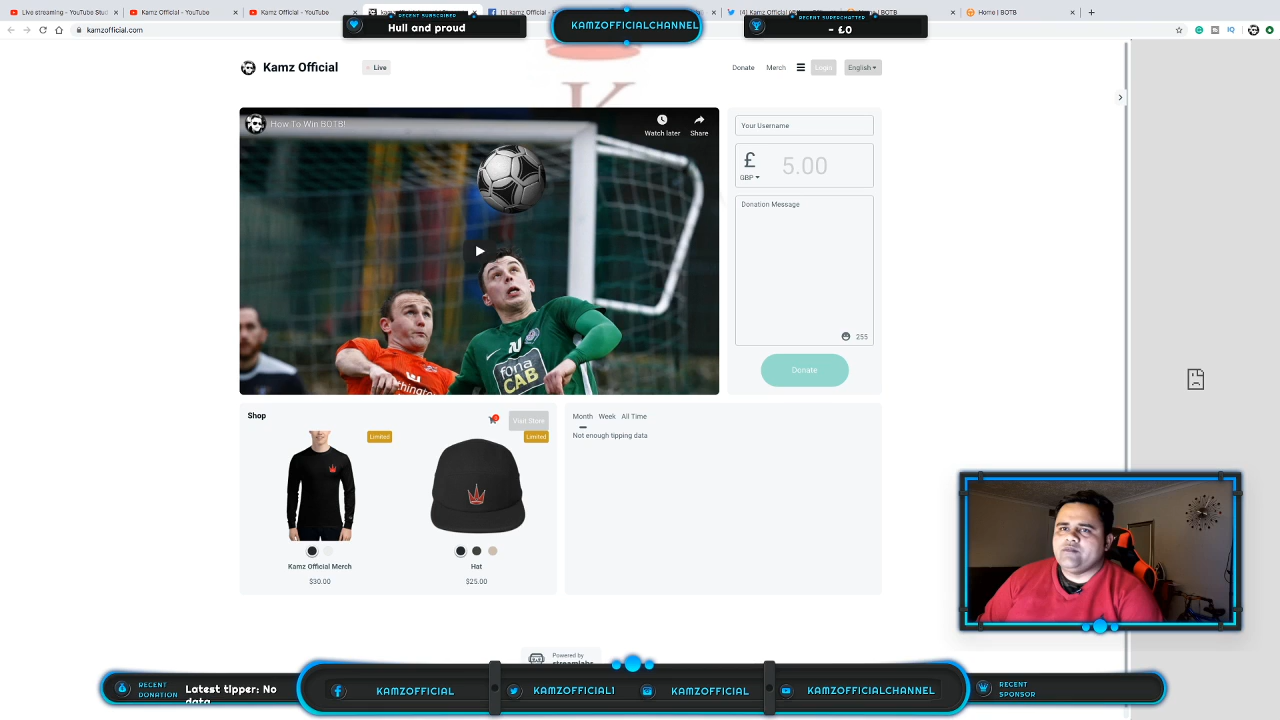 Live streaming - YouTube Stu
Kamz Official - YouTube
Kamz Official - YouTube
Home | BOTB
RECENT SUBSCRIBER
Hull and proud
KAMZOFFICIALCHANNEL
RECENT SUPERCHATTER
- £0
kamzofficial.com
IQ
Kamz Official
Live
Donate
Merch
Login
English
How To Win BOTB!
Watch later
Share
fona
CAB
Your Username
£
GBP
5.00
Donation Message
255
Donate
Shop
Visit Store
Limited
Limited
Kamz Official Merch
$30.00
Hat
$25.00
Month Week All Time
Not enough tipping data
Powered by
streamlabs
RECENT
DONATION
Latest tipper: No
data
KAMZOFFICIAL
KAMZOFFICIAL1
KAMZOFFICIAL
KAMZOFFICIALCHANNEL
RECENT
SPONSOR